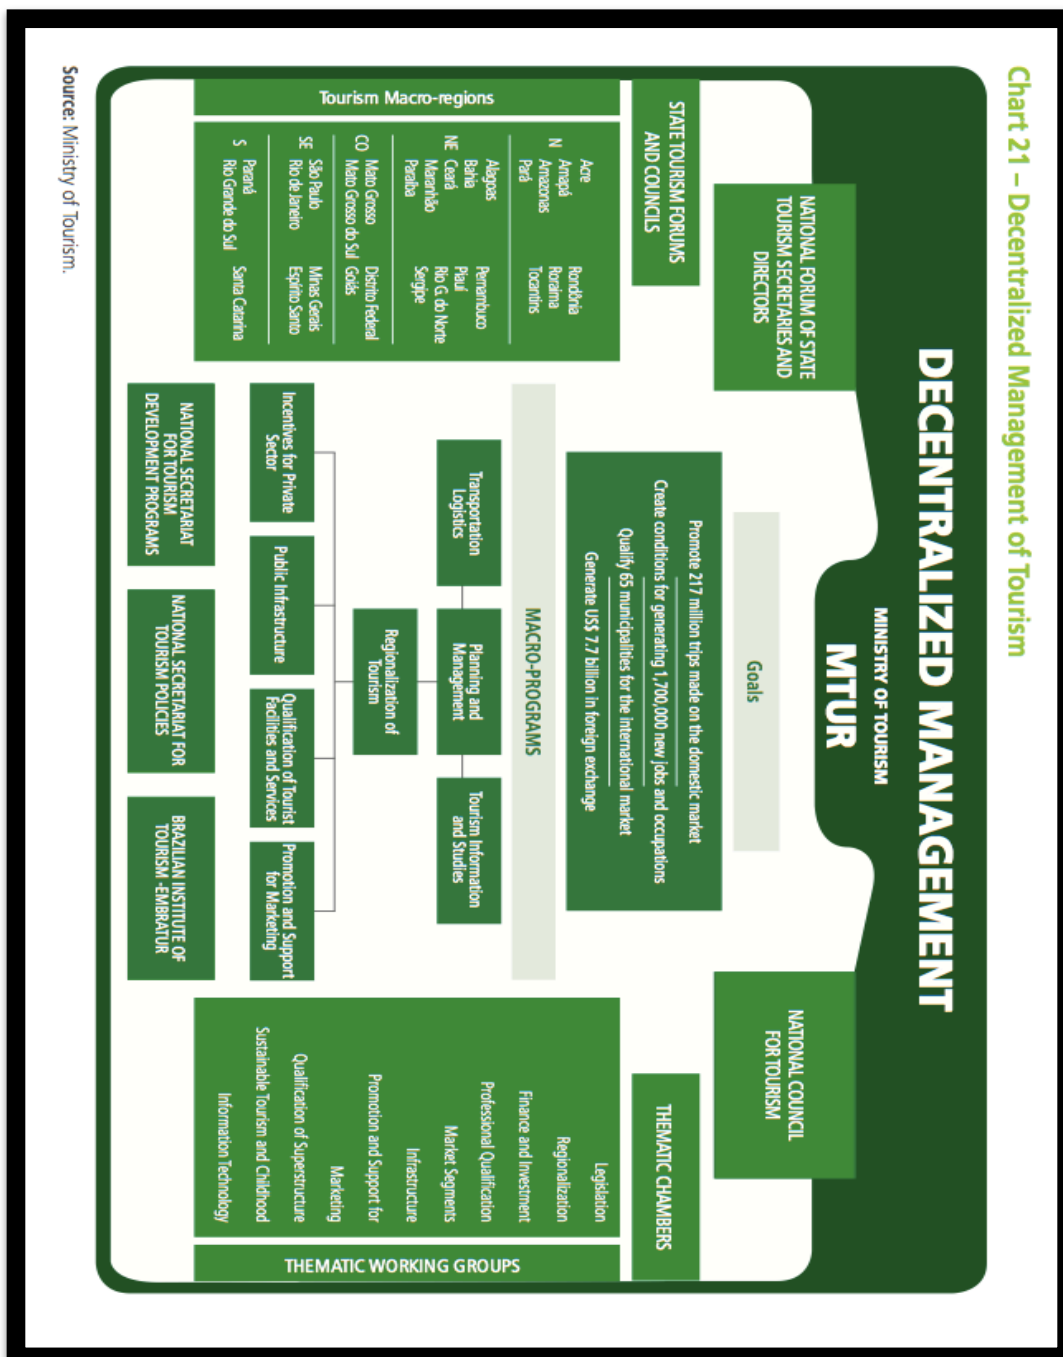 Chart 21 – Decentralized Management of Tourism
DECENTRALIZED MANAGEMENT
MINISTRY OF TOURISM
MTUR
NATIONAL FORUM OF STATE
TOURISM SECRETARIES AND
DIRECTORS
NATIONAL COUNCIL
FOR TOURISM
STATE TOURISM FORUMS
AND COUNCILS
THEMATIC CHAMBERS
Goals
Promote 217 million trips made on the domestic market
Create conditions for generating 1,700,000 new jobs and occupations
Qualify 65 municipalities for the international market
Generate US$ 7.7 billion in foreign exchange
Tourism Macro-regions
N
Acre
Amapá
Amazonas
Pará
Rondônia
Roraima
Tocantins
NE
Alagoas
Bahia
Ceará
Maranhão
Paraíba
Pernambuco
Piauí
Rio G. do Norte
Sergipe
CO
Mato Grosso
Mato Grosso do Sul
Distrito Federal
Goiás
SE
São Paulo
Rio de Janeiro
Minas Gerais
Espírito Santo
S
Paraná
Rio Grande do Sul
Santa Catarina
MACRO-PROGRAMS
Transportation
Logistics
Planning and
Management
Tourism Information
and Studies
Regionalization of
Tourism
Incentives for Private
Sector
Public Infrastructure
Qualification of Tourist
Facilities and Services
Promotion and Support
for Marketing
NATIONAL SECRETARIAT
FOR TOURISM
DEVELOPMENT PROGRAMS
NATIONAL SECRETARIAT FOR
TOURISM POLICIES
BRAZILIAN INSTITUTE OF
TOURISM -EMBRATUR
Legislation
Regionalization
Finance and Investment
Professional Qualification
Market Segments
Infrastructure
Promotion and Support for
Marketing
Qualification of Superstructure
Sustainable Tourism and Childhood
Information Technology
THEMATIC WORKING GROUPS
Source: Ministry of Tourism.